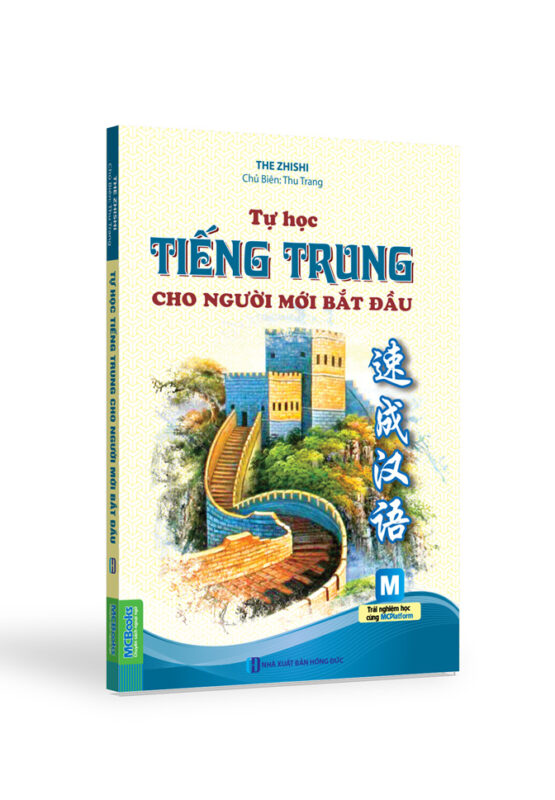 THE ZHISHI
Chủ Biên: Thu Trang
Tự học
TIẾNG TRUNG
CHO NGƯỜI MỚI BẮT ĐẦU
速成汉语
M
Trải nghiệm học
cùng MCPlatform
NHÀ XUẤT BẢN HỒNG ĐỨC
THE ZHISHI
Chủ Biên: Thu Trang
TỰ HỌC TIẾNG TRUNG CHO NGƯỜI MỚI BẮT ĐẦU
MCBooks